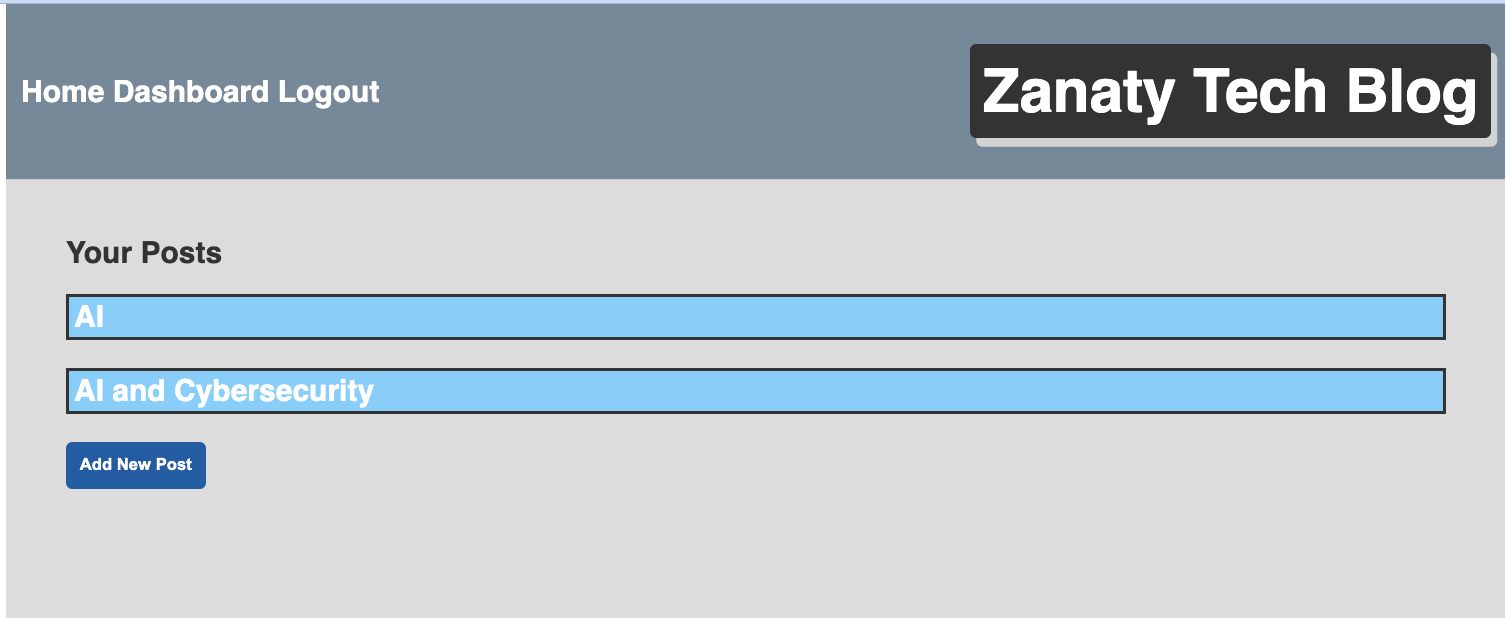 Home Dashboard Logout
Zanaty Tech Blog
Your Posts
AI
AI and Cybersecurity
Add New Post